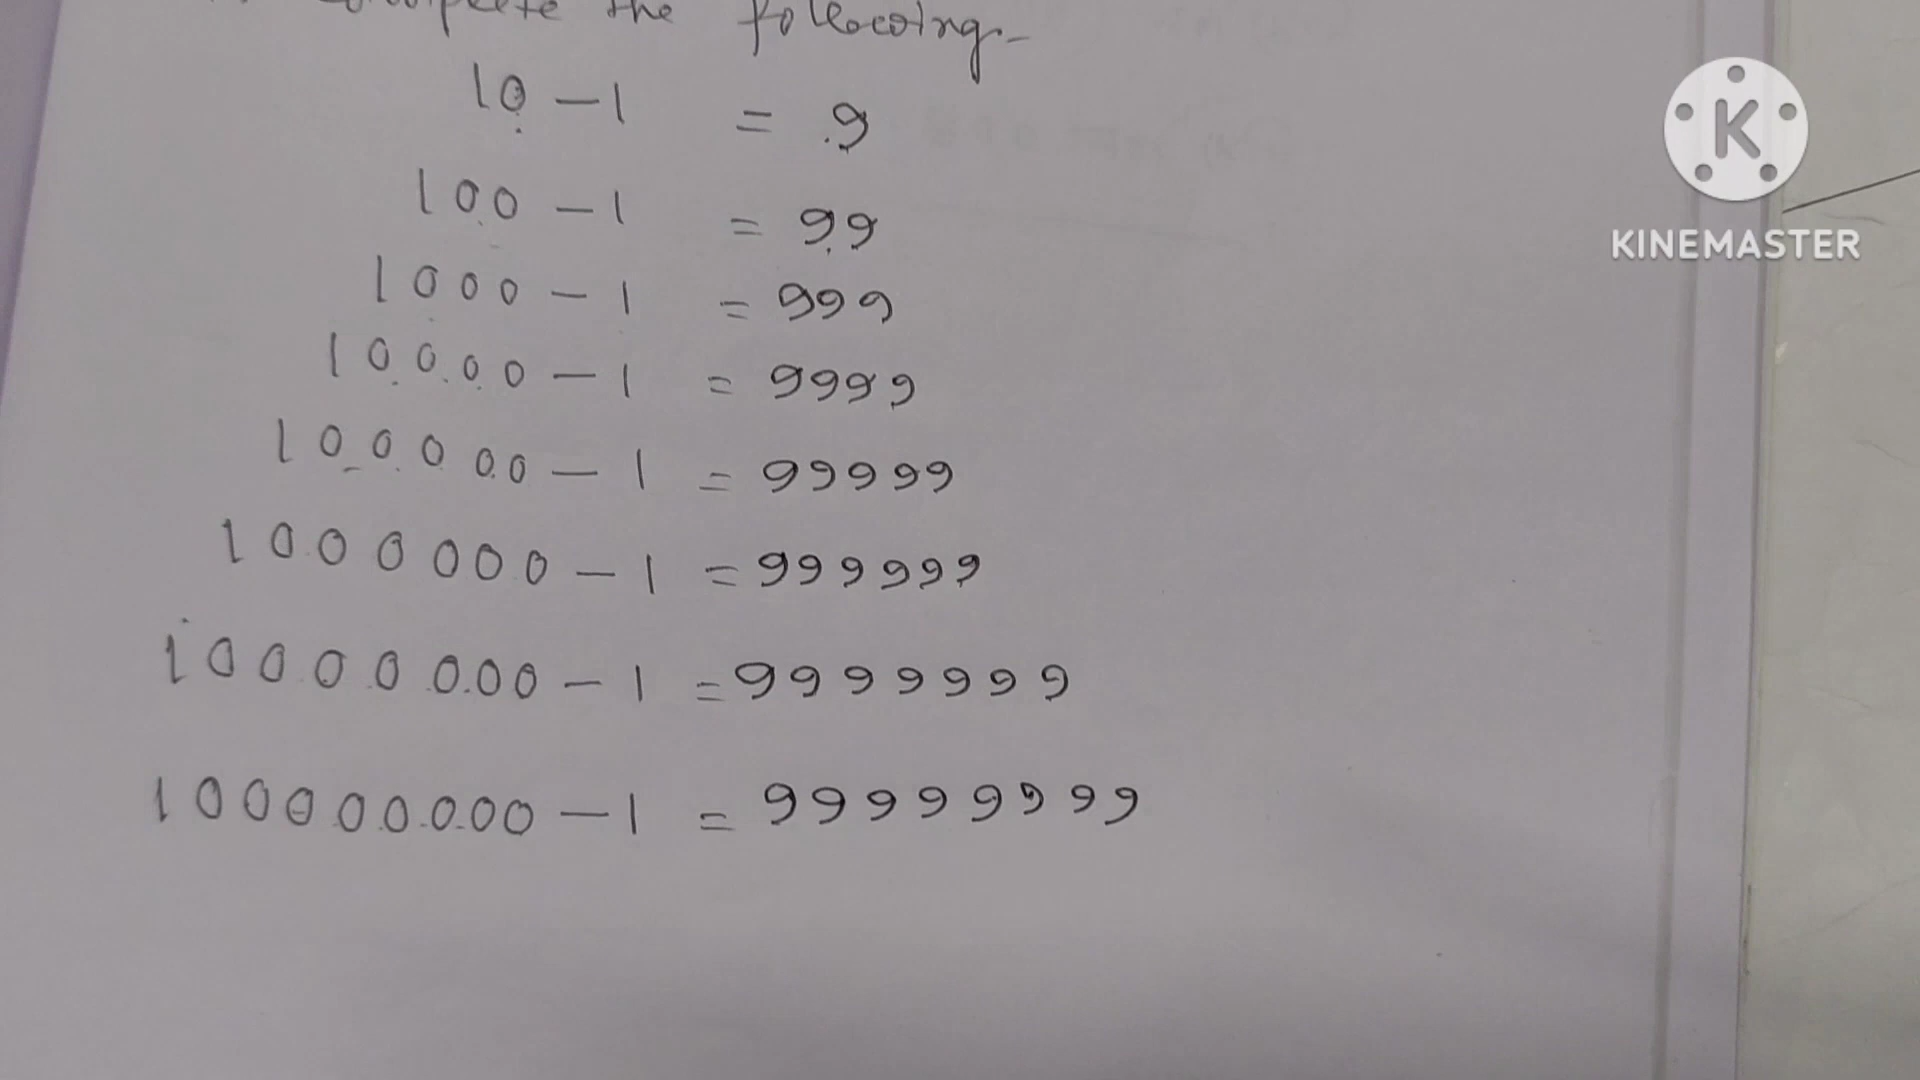 complete the following-
10 - 1 = 9
100 - 1 = 99
1000 - 1 = 999
10000 - 1 = 9999
100000 - 1 = 99999
1000000 - 1 = 999999
10000000 - 1 = 9999999
100000000 - 1 = 99999999
K
KINEMASTER